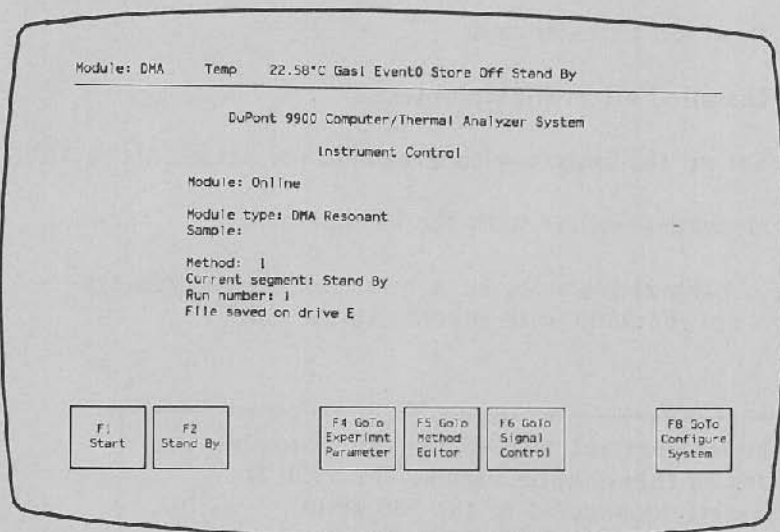 Module: DMA Temp 22.58°C Gas1 Event0 Store Off Stand By
DuPont 9900 Computer/Thermal Analyzer System
Instrument Control
Module: Online
Module type: DMA Resonant
Sample:
Method: 1
Current segment: Stand By
Run number: 1
File saved on drive E
F1
Start
F2
Stand By
F4 GoTo
Experimnt
Parameter
F5 GoTo
Method
Editor
F6 GoTo
Signal
Control
F8 GoTo
Configure
System